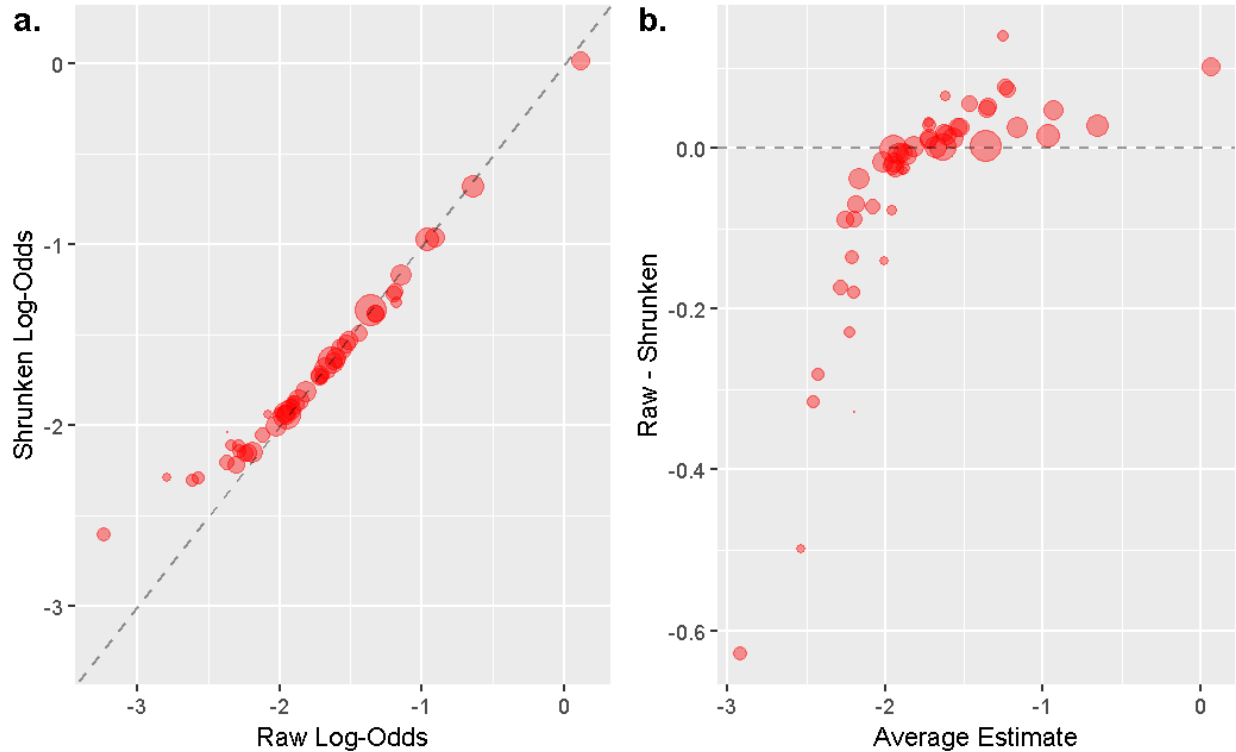 a.
Shrunken Log-Odds
0
-1
-2
-3
-3
-2
-1
0
Raw Log-Odds
b.
Raw - Shrunken
0.0
-0.2
-0.4
-0.6
-3
-2
-1
0
Average Estimate